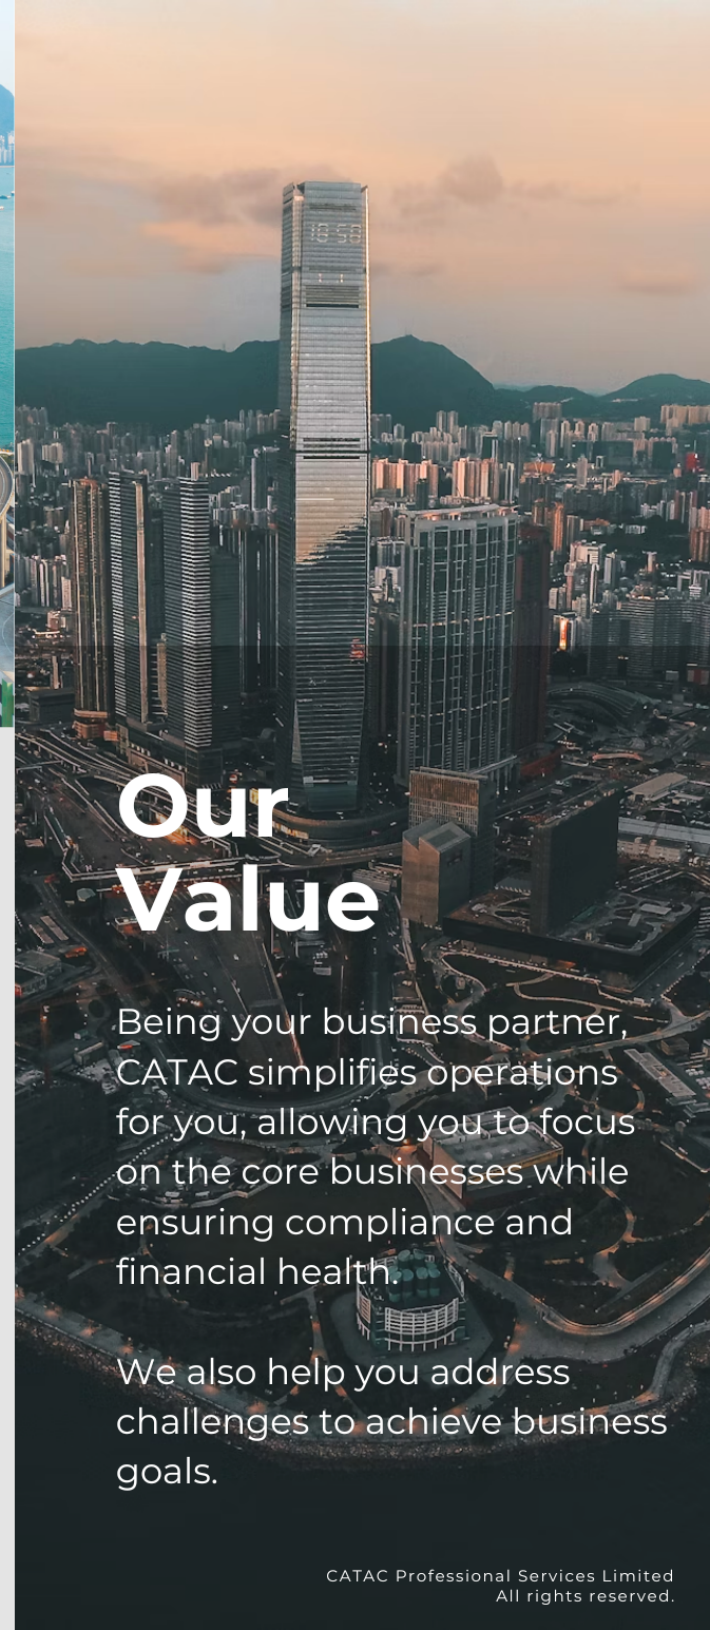 18:58
Our
Value
Being your business partner,
CATAC simplifies operations
for you, allowing you to focus
on the core businesses while
ensuring compliance and
financial health.
We also help you address
challenges to achieve business
goals.
CATAC Professional Services Limited
All rights reserved.